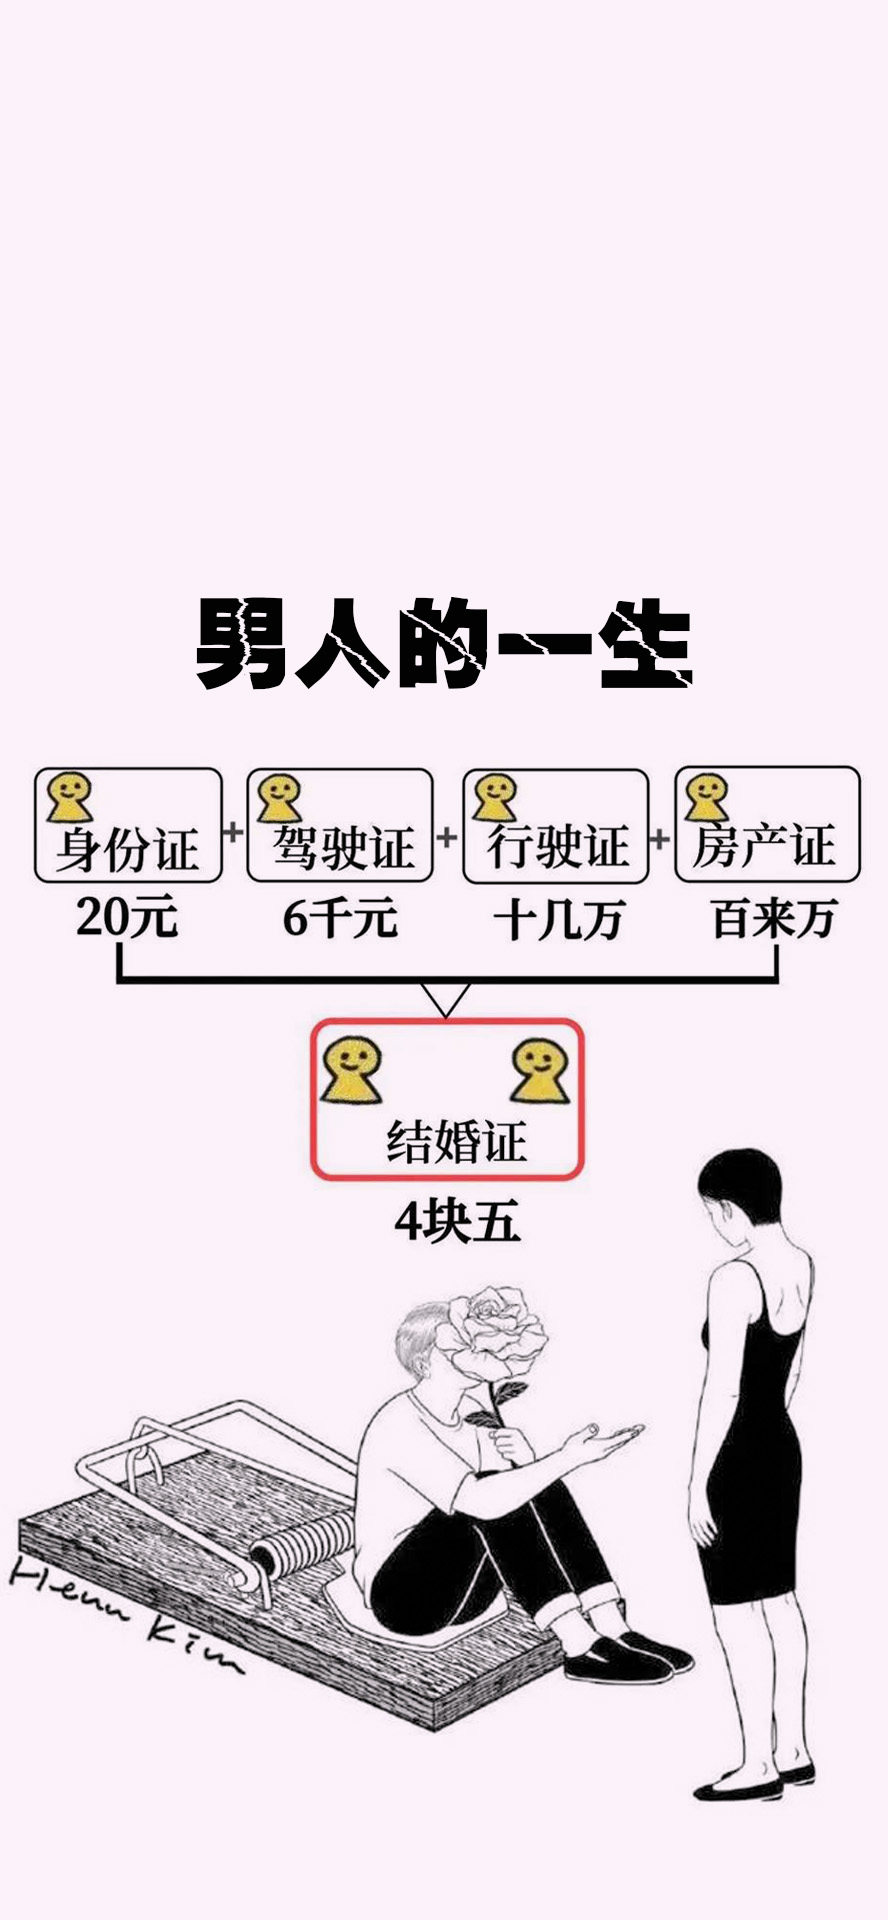 男人的一生
身份证 + 驾驶证 + 行驶证 + 房产证
20元 6千元 十几万 百来万
结婚证
4块五
Henn Kim